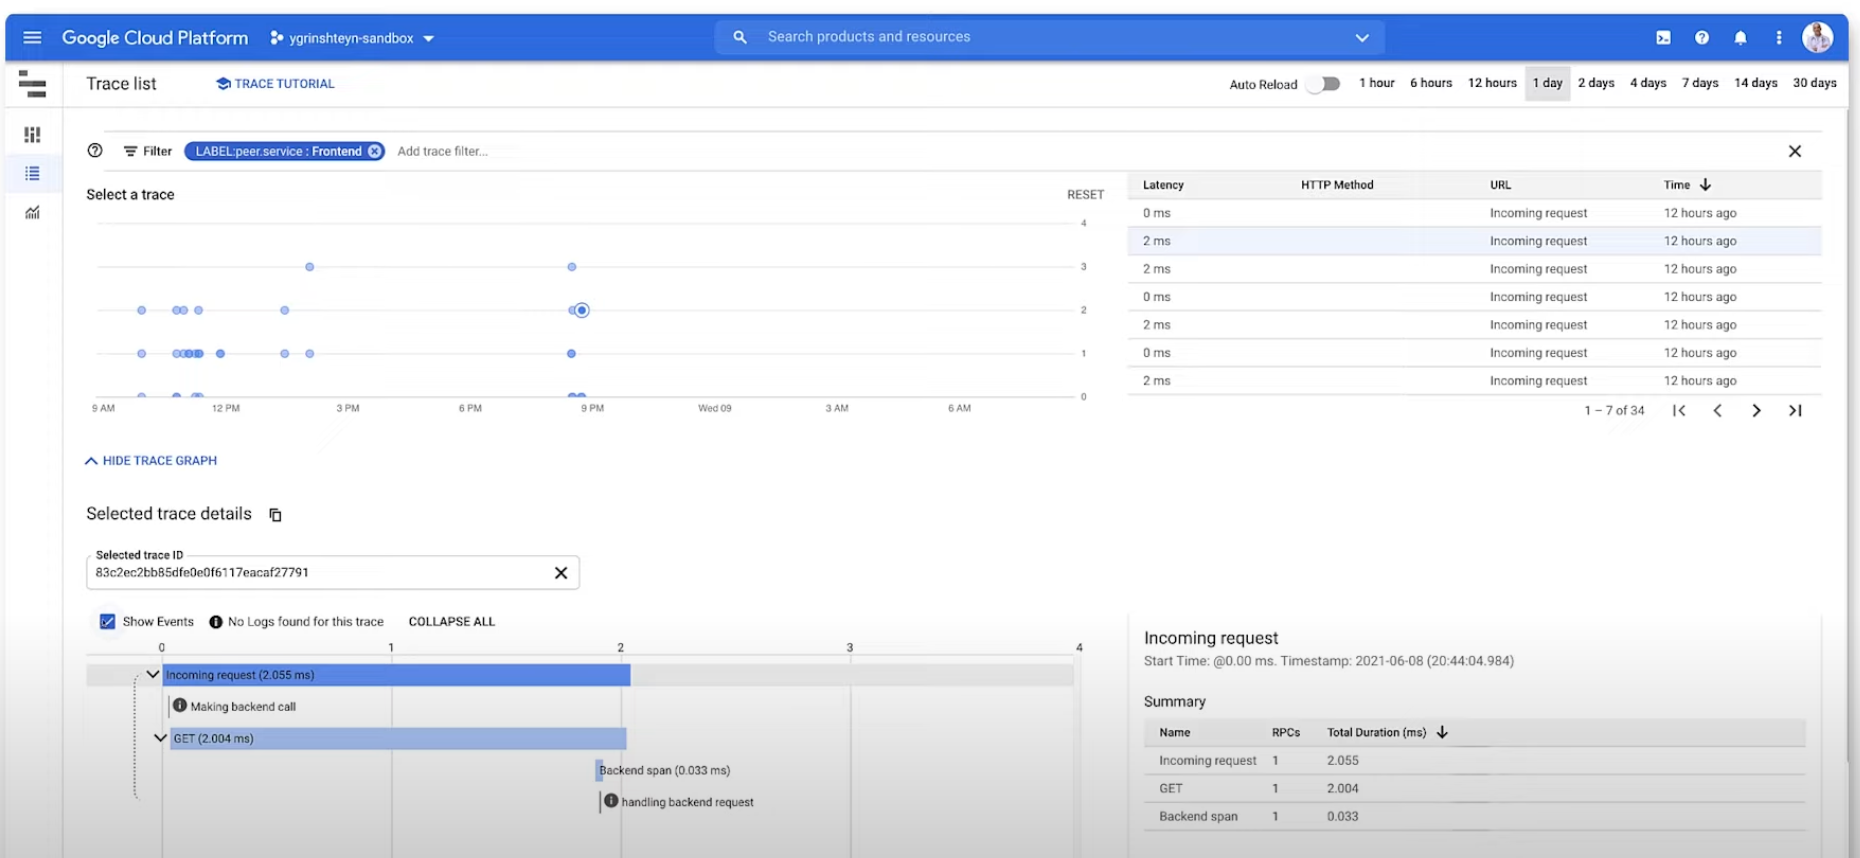 Google Cloud Platform ygrinshteyn-sandbox Search products and resources
Trace list TRACE TUTORIAL Auto Reload 1 hour 6 hours 12 hours 1 day 2 days 4 days 7 days 14 days 30 days
Filter LABEL:peer.service : Frontend Add trace filter...
Select a trace RESET
4
3
2
1
0
9 AM 12 PM 3 PM 6 PM 9 PM Wed 09 3 AM 6 AM
Latency HTTP Method URL Time
0 ms Incoming request 12 hours ago
2 ms Incoming request 12 hours ago
2 ms Incoming request 12 hours ago
0 ms Incoming request 12 hours ago
2 ms Incoming request 12 hours ago
0 ms Incoming request 12 hours ago
2 ms Incoming request 12 hours ago
1 – 7 of 34
HIDE TRACE GRAPH
Selected trace details
Selected trace ID
83c2ec2bb85dfe0e0f6117eacaf27791
Show Events No Logs found for this trace COLLAPSE ALL
0 1 2 3 4
Incoming request (2.055 ms)
Making backend call
GET (2.004 ms)
Backend span (0.033 ms)
handling backend request
Incoming request
Start Time: @0.00 ms. Timestamp: 2021-06-08 (20:44:04.984)
Summary
Name RPCs Total Duration (ms)
Incoming request 1 2.055
GET 1 2.004
Backend span 1 0.033